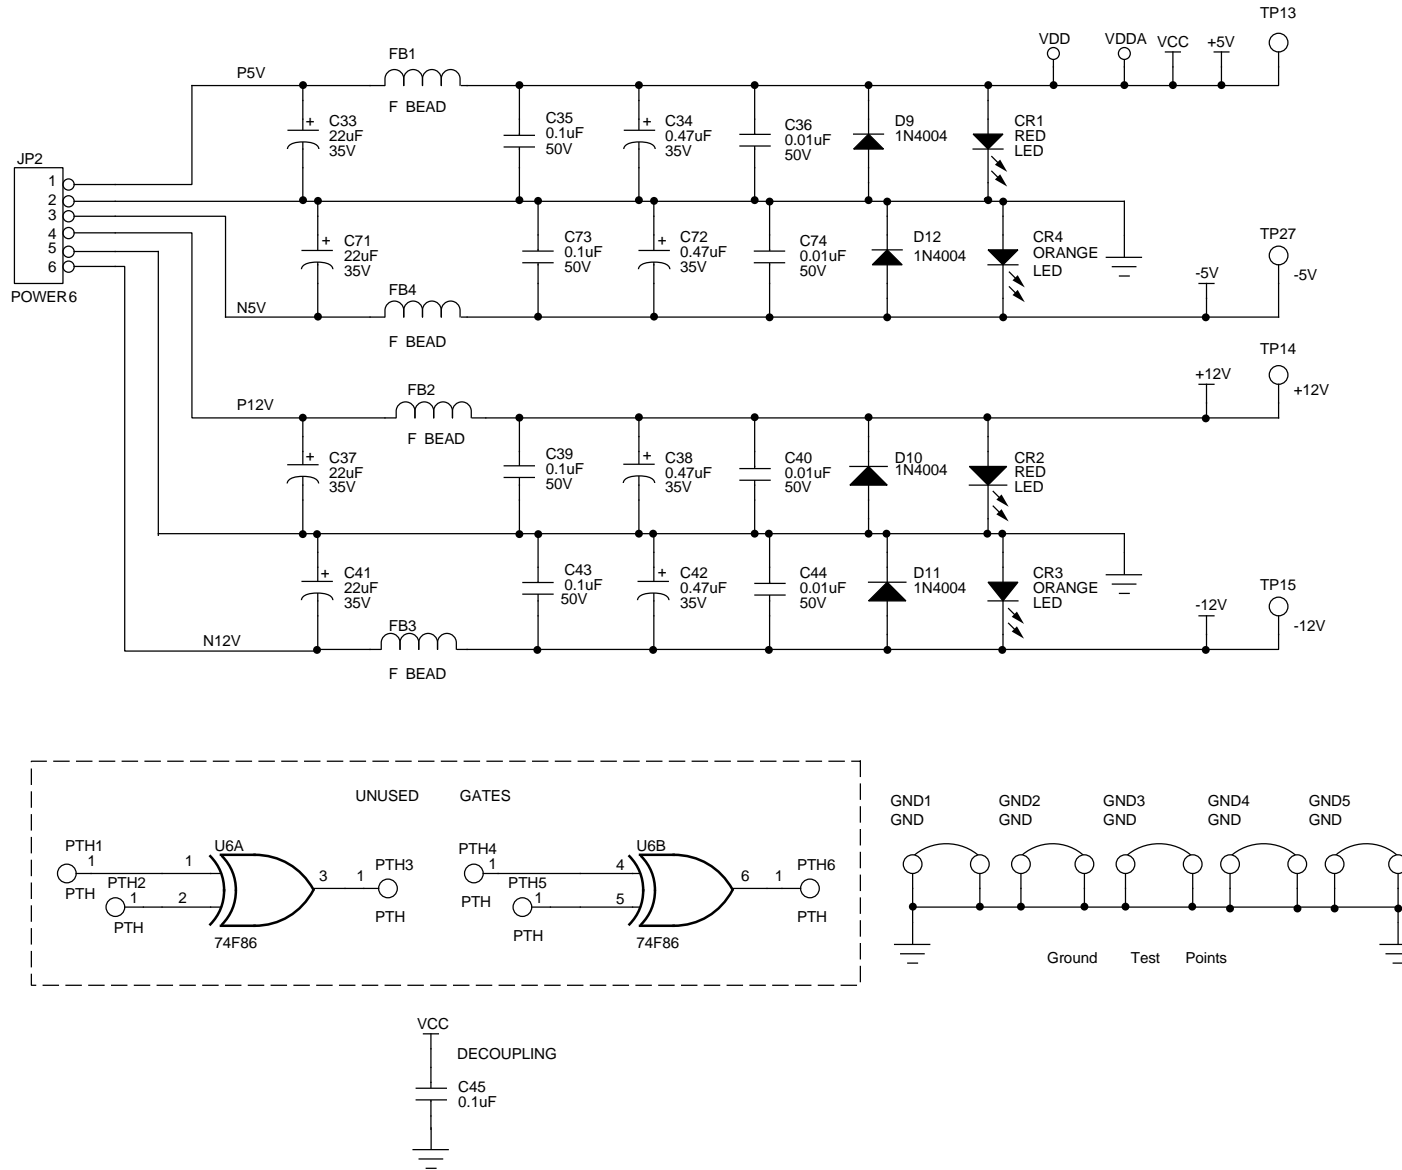 TP13
VDD
VDDA
VCC
+5V
P5V
FB1
F BEAD
+
C33
22uF
35V
C35
0.1uF
50V
+
C34
0.47uF
35V
C36
0.01uF
50V
D9
1N4004
CR1
RED
LED
JP2
1
2
3
4
5
6
POWER6
+
C71
22uF
35V
C73
0.1uF
50V
+
C72
0.47uF
35V
C74
0.01uF
50V
D12
1N4004
CR4
ORANGE
LED
TP27
-5V
-5V
N5V
FB4
F BEAD
TP14
+12V
+12V
P12V
FB2
F BEAD
+
C37
22uF
35V
C39
0.1uF
50V
+
C38
0.47uF
35V
C40
0.01uF
50V
D10
1N4004
CR2
RED
LED
+
C41
22uF
35V
C43
0.1uF
50V
+
C42
0.47uF
35V
C44
0.01uF
50V
D11
1N4004
CR3
ORANGE
LED
TP15
-12V
-12V
N12V
FB3
F BEAD
UNUSED GATES
PTH1
1
PTH
PTH2
1
PTH
1
2
U6A
3
74F86
1
PTH3
PTH
PTH4
1
PTH
PTH5
1
PTH
4
5
U6B
6
74F86
1
PTH6
PTH
GND1
GND
GND2
GND
GND3
GND
GND4
GND
GND5
GND
Ground Test Points
VCC
DECOUPLING
C45
0.1uF